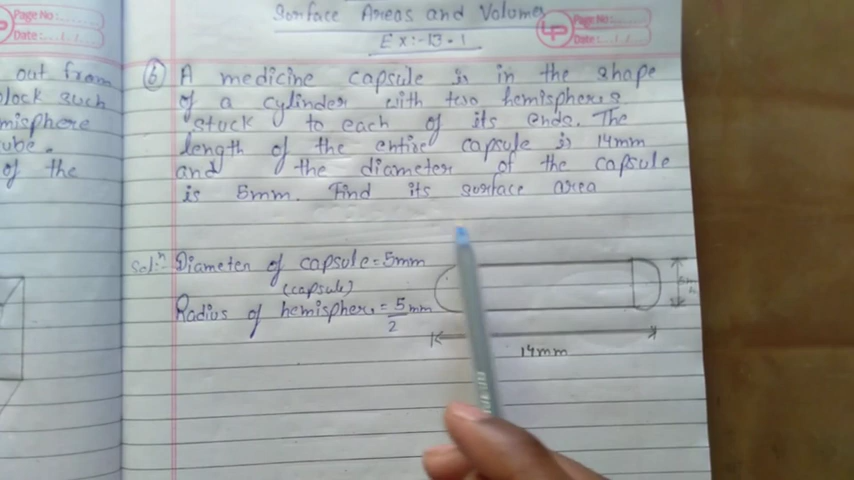 Page No:
Date:
Surface Areas and Volumes
Ex:-13.1
Page No:
Date:
out from
block such
misphere
ube.
of the
6 A medicine capsule is in the shape
of a cylinder with two hemispheres
stuck to each of its ends. The
length of the entire capsule is 14mm
and the diameter of the capsule
is 5mm. Find its surface area
Solⁿ:- Diameter of capsule = 5mm
(capsule)
Radius of hemisphere = 5/2 mm
14mm